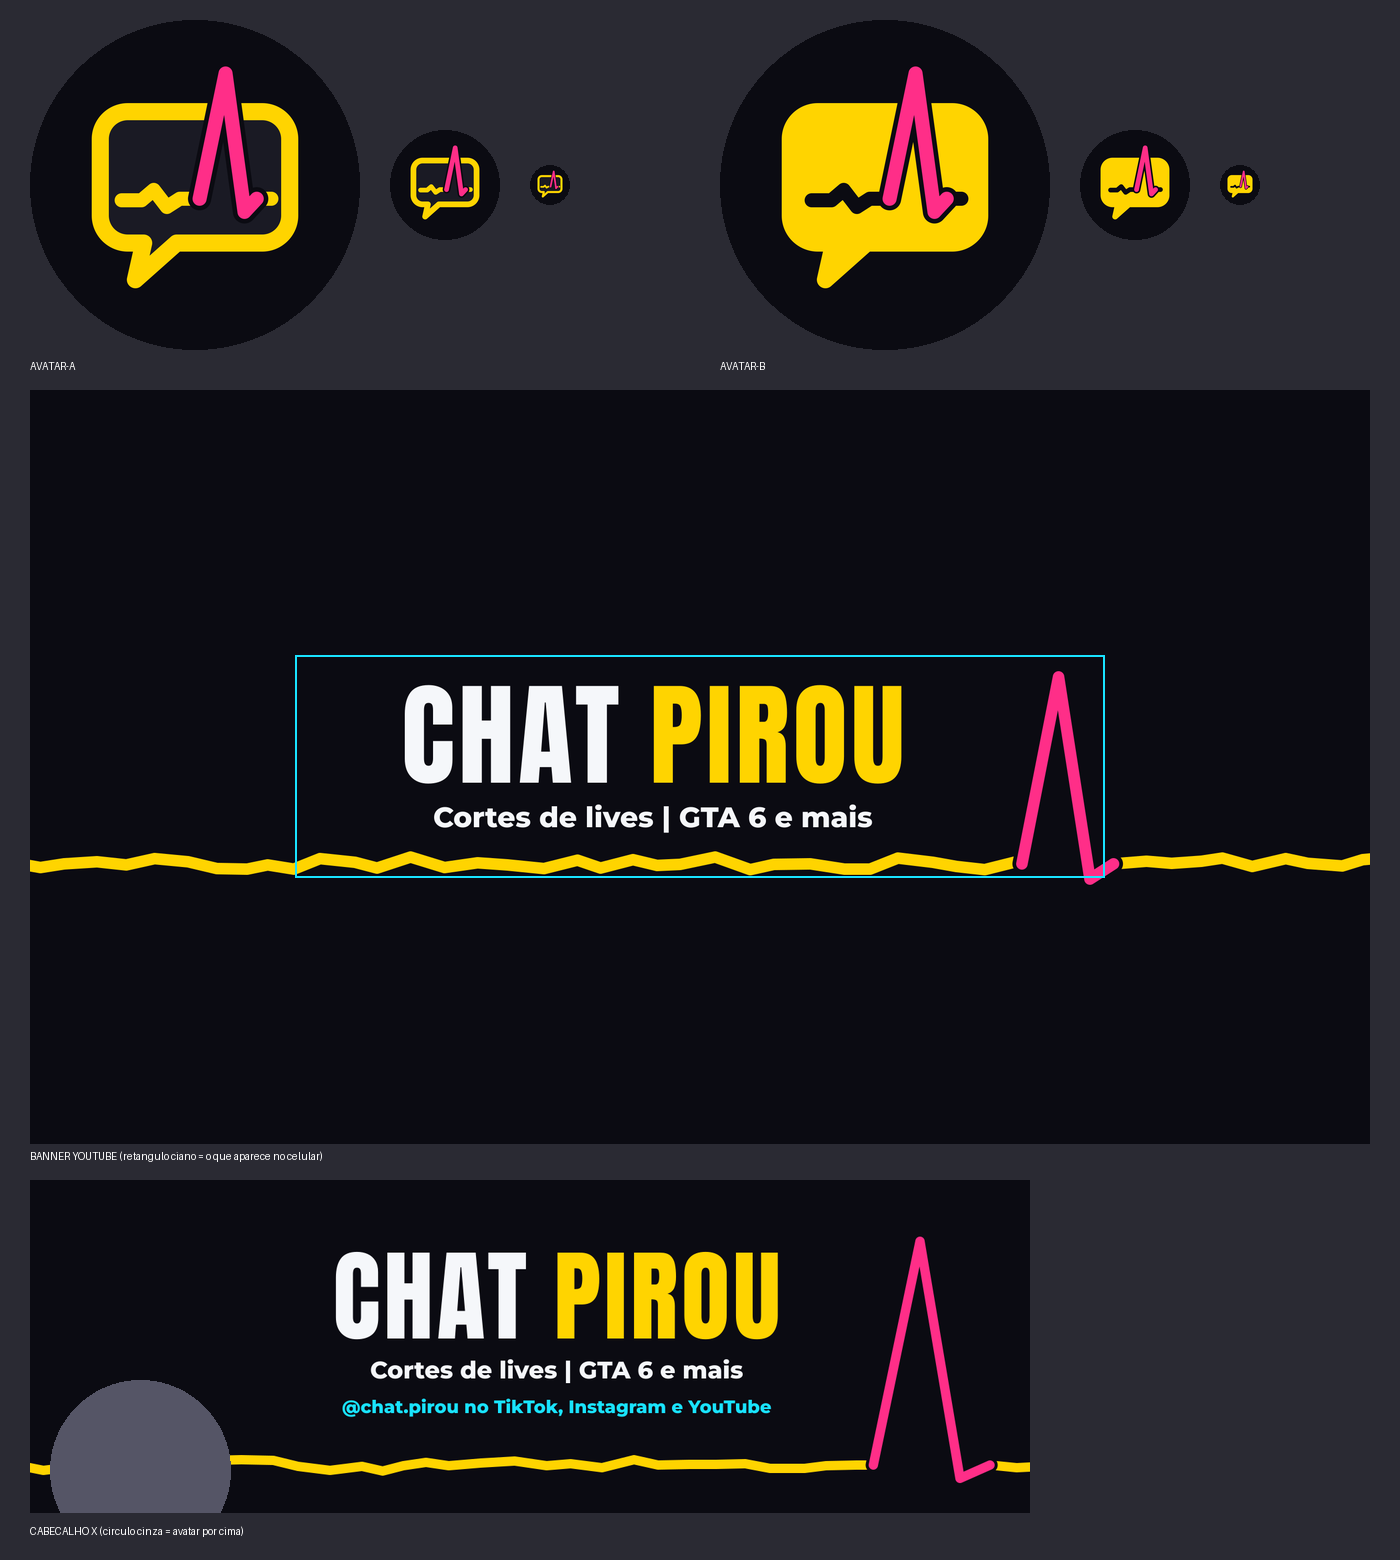 AVATAR-A
AVATAR-B
CHAT PIROU
Cortes de lives | GTA 6 e mais
BANNER YOUTUBE (retangulo ciano = o que aparece no celular)
CHAT PIROU
Cortes de lives | GTA 6 e mais
@chat.pirou no TikTok, Instagram e YouTube
CABECALHO X (circulo cinza = avatar por cima)